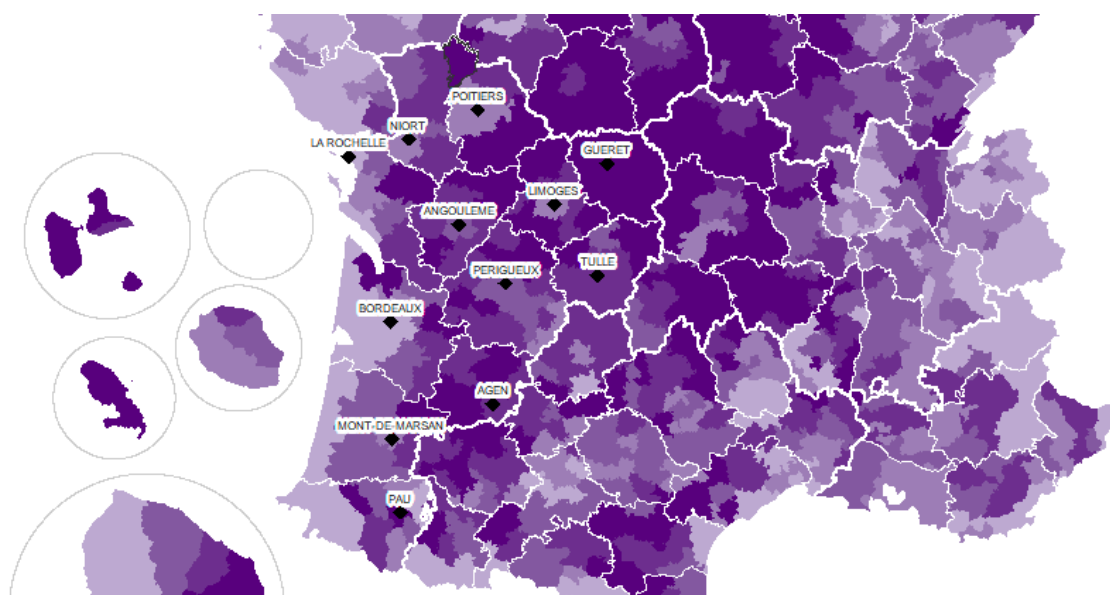 POITIERS
NIORT
LA ROCHELLE
GUERET
LIMOGES
ANGOULEME
PERIGUEUX
TULLE
BORDEAUX
AGEN
MONT-DE-MARSAN
PAU